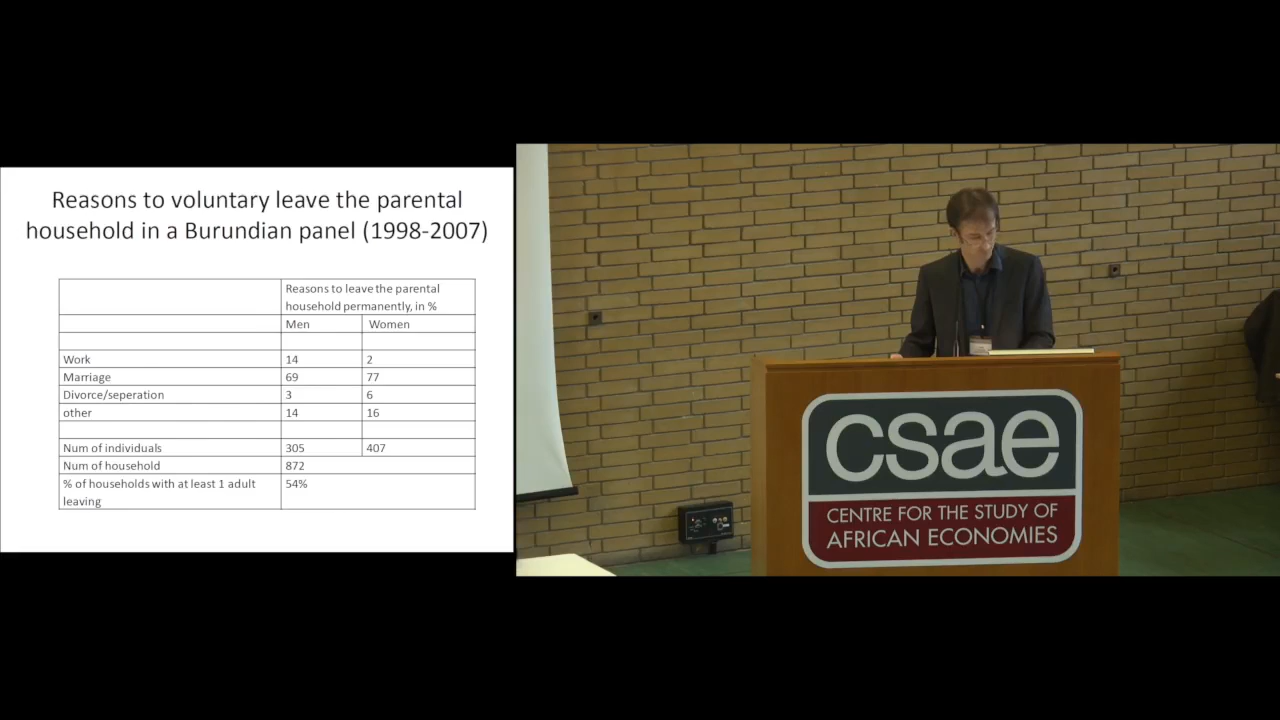 Reasons to voluntary leave the parental
household in a Burundian panel (1998-2007)
Reasons to leave the parental
household permanently, in %
Men Women
Work 14 2
Marriage 69 77
Divorce/seperation 3 6
other 14 16
Num of individuals 305 407
Num of household 872
% of households with at least 1 adult 54%
leaving
csae
CENTRE FOR THE STUDY OF
AFRICAN ECONOMIES